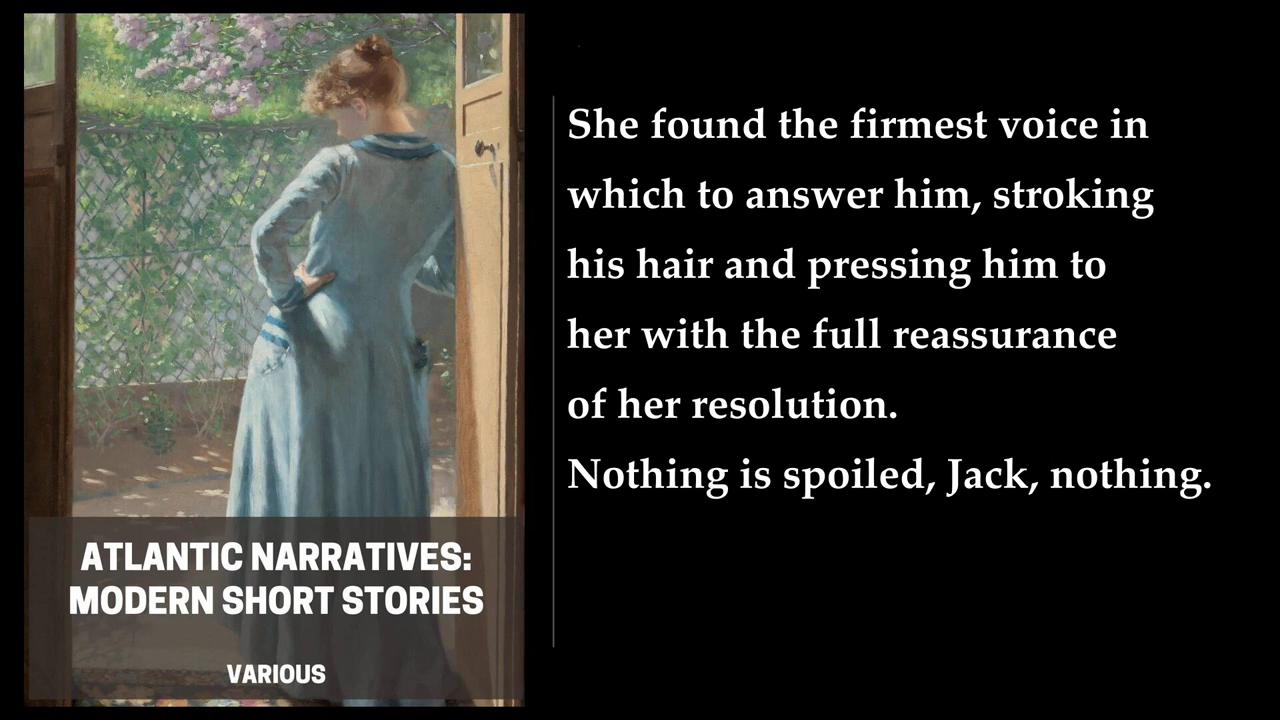 ATLANTIC NARRATIVES:
MODERN SHORT STORIES
VARIOUS
She found the firmest voice in
which to answer him, stroking
his hair and pressing him to
her with the full reassurance
of her resolution.
Nothing is spoiled, Jack, nothing.